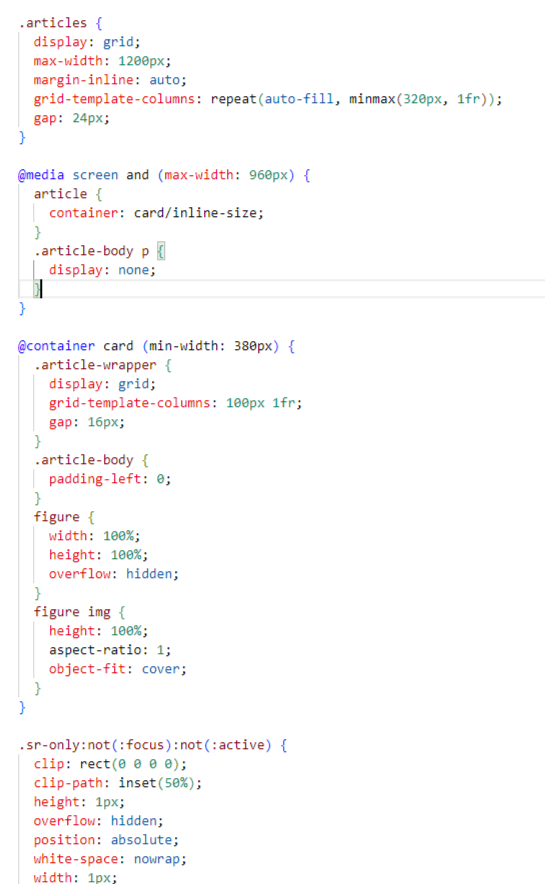 .articles {
  display: grid;
  max-width: 1200px;
  margin-inline: auto;
  grid-template-columns: repeat(auto-fill, minmax(320px, 1fr));
  gap: 24px;
}

@media screen and (max-width: 960px) {
  article {
    container: card/inline-size;
  }
  .article-body p {
    display: none;
  }
}

@container card (min-width: 380px) {
  .article-wrapper {
    display: grid;
    grid-template-columns: 100px 1fr;
    gap: 16px;
  }
  .article-body {
    padding-left: 0;
  }
  figure {
    width: 100%;
    height: 100%;
    overflow: hidden;
  }
  figure img {
    height: 100%;
    aspect-ratio: 1;
    object-fit: cover;
  }
}

.sr-only:not(:focus):not(:active) {
  clip: rect(0 0 0 0);
  clip-path: inset(50%);
  height: 1px;
  overflow: hidden;
  position: absolute;
  white-space: nowrap;
  width: 1px;